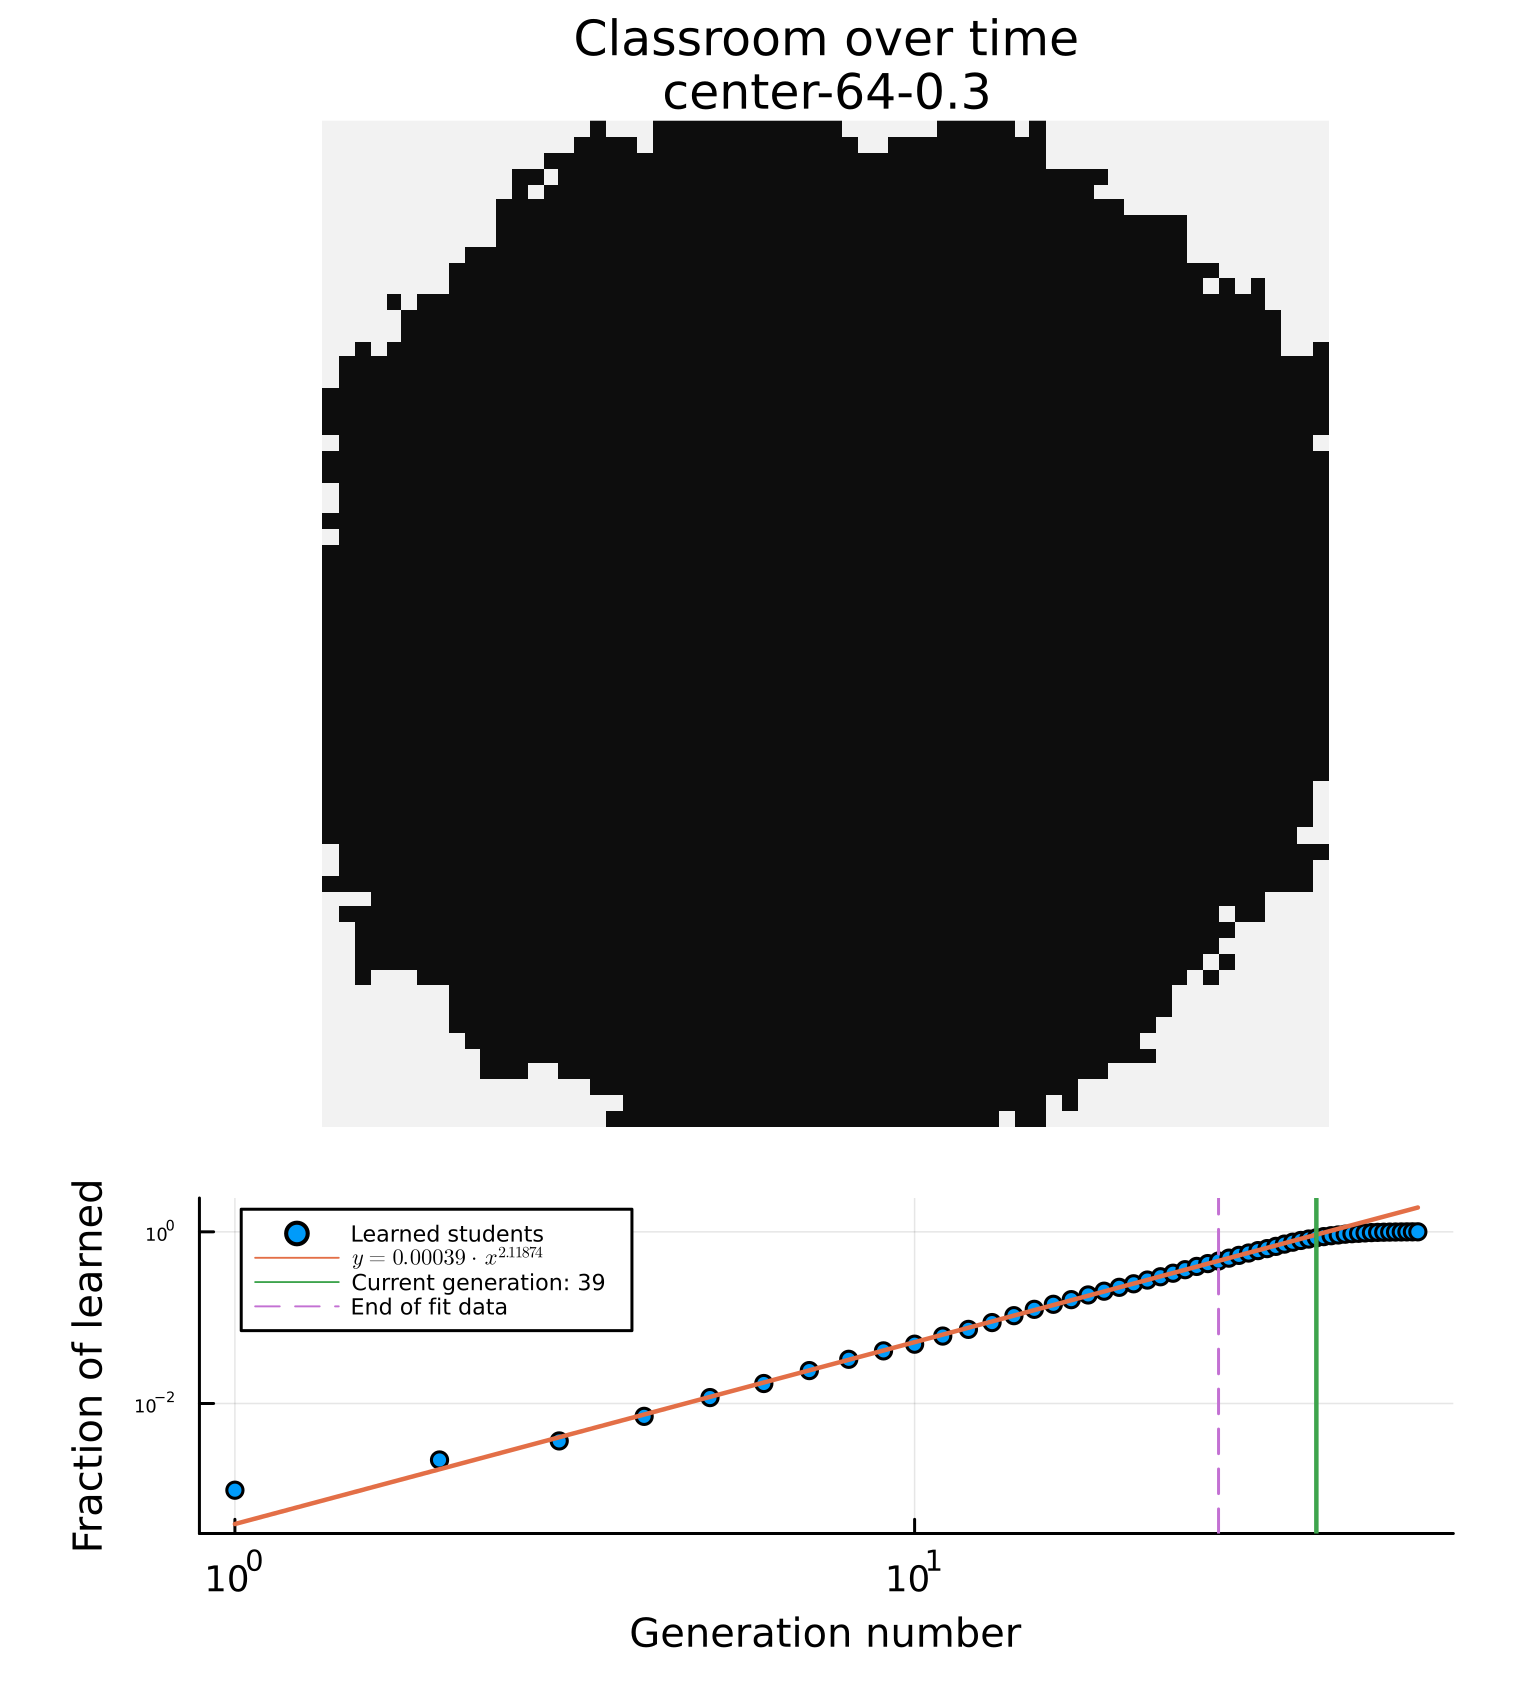 Classroom over time
center-64-0.3
Fraction of learned
10^0
10^−2
Learned students
y = 0.00039 · x^2.11874
Current generation: 39
End of fit data
10^0
10^1
Generation number